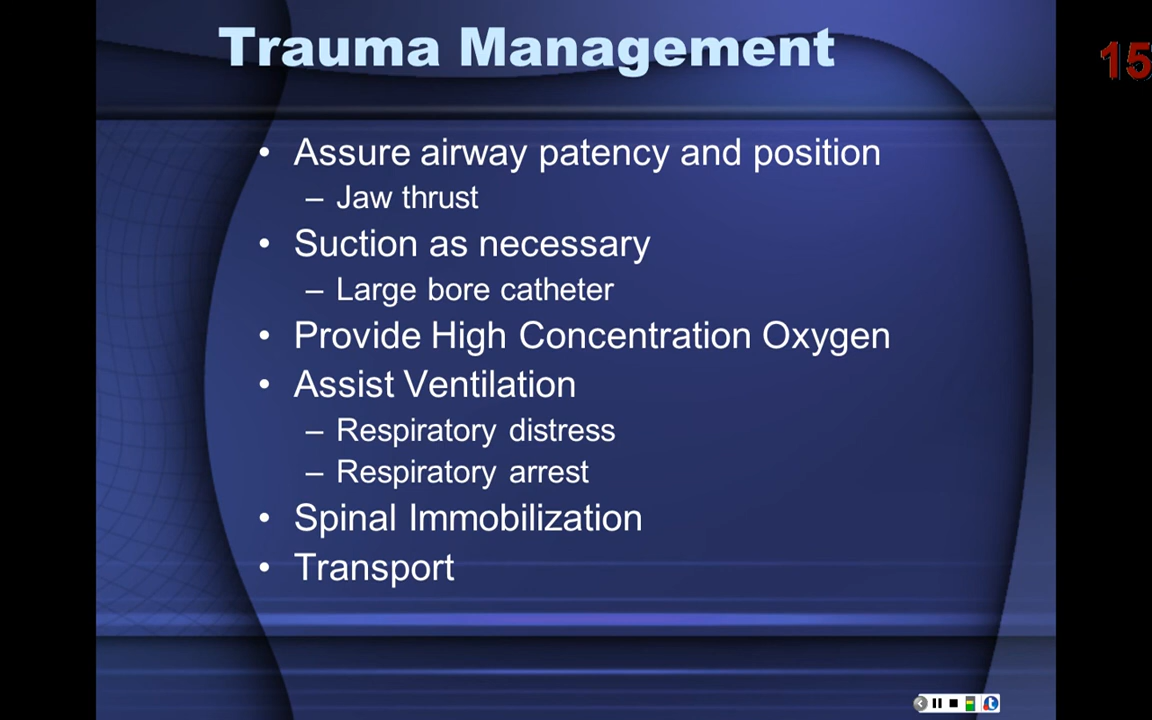 Trauma Management
15
• Assure airway patency and position
– Jaw thrust
• Suction as necessary
– Large bore catheter
• Provide High Concentration Oxygen
• Assist Ventilation
– Respiratory distress
– Respiratory arrest
• Spinal Immobilization
• Transport